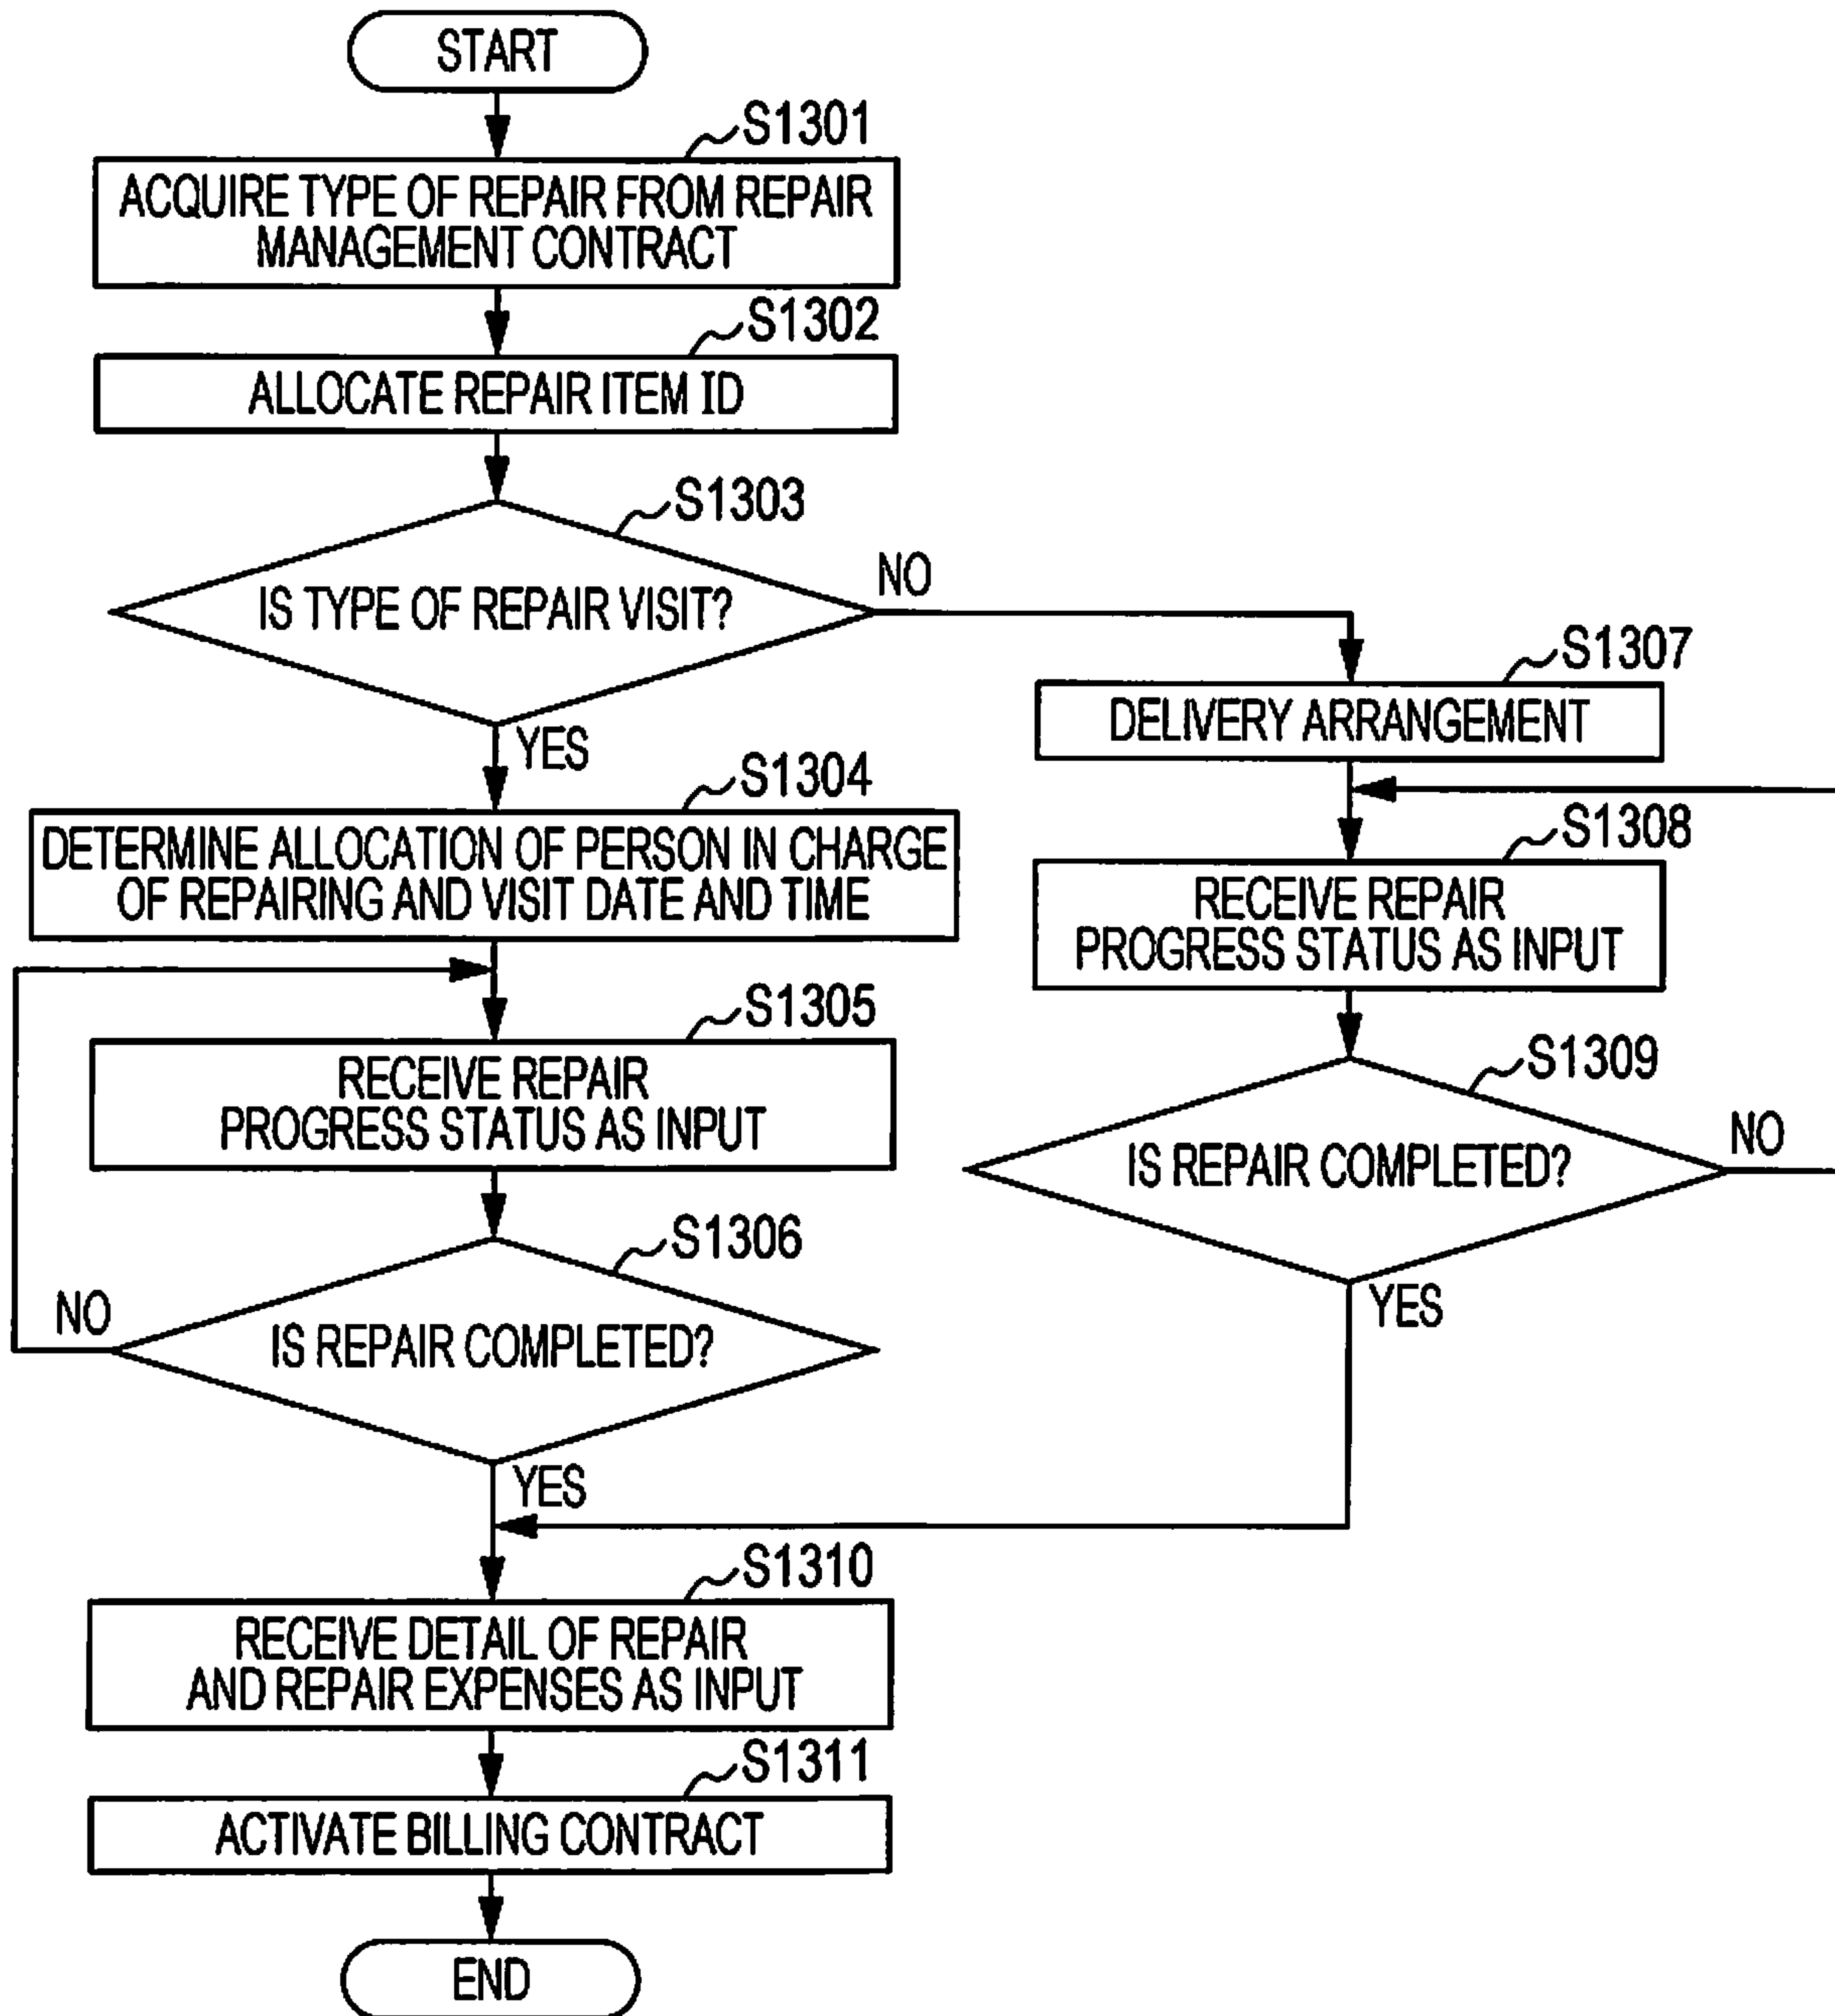 START
S1301
ACQUIRE TYPE OF REPAIR FROM REPAIR
MANAGEMENT CONTRACT
S1302
ALLOCATE REPAIR ITEM ID
S1303
IS TYPE OF REPAIR VISIT?
NO
YES
S1304
DETERMINE ALLOCATION OF PERSON IN CHARGE
OF REPAIRING AND VISIT DATE AND TIME
S1305
RECEIVE REPAIR
PROGRESS STATUS AS INPUT
S1306
IS REPAIR COMPLETED?
NO
YES
S1307
DELIVERY ARRANGEMENT
S1308
RECEIVE REPAIR
PROGRESS STATUS AS INPUT
S1309
IS REPAIR COMPLETED?
NO
YES
S1310
RECEIVE DETAIL OF REPAIR
AND REPAIR EXPENSES AS INPUT
S1311
ACTIVATE BILLING CONTRACT
END